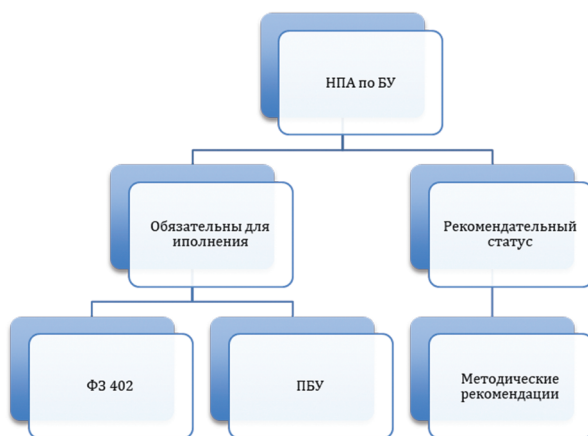 НПА по БУ
Обязательны для
иполнения
Рекомендательный
статус
ФЗ 402
ПБУ
Методические
рекомендации